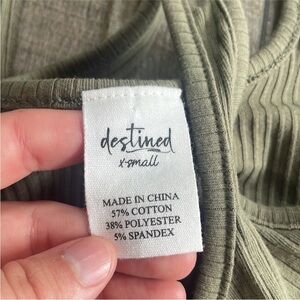 destined
x-small
MADE IN CHINA
57% COTTON
38% POLYESTER
5% SPANDEX